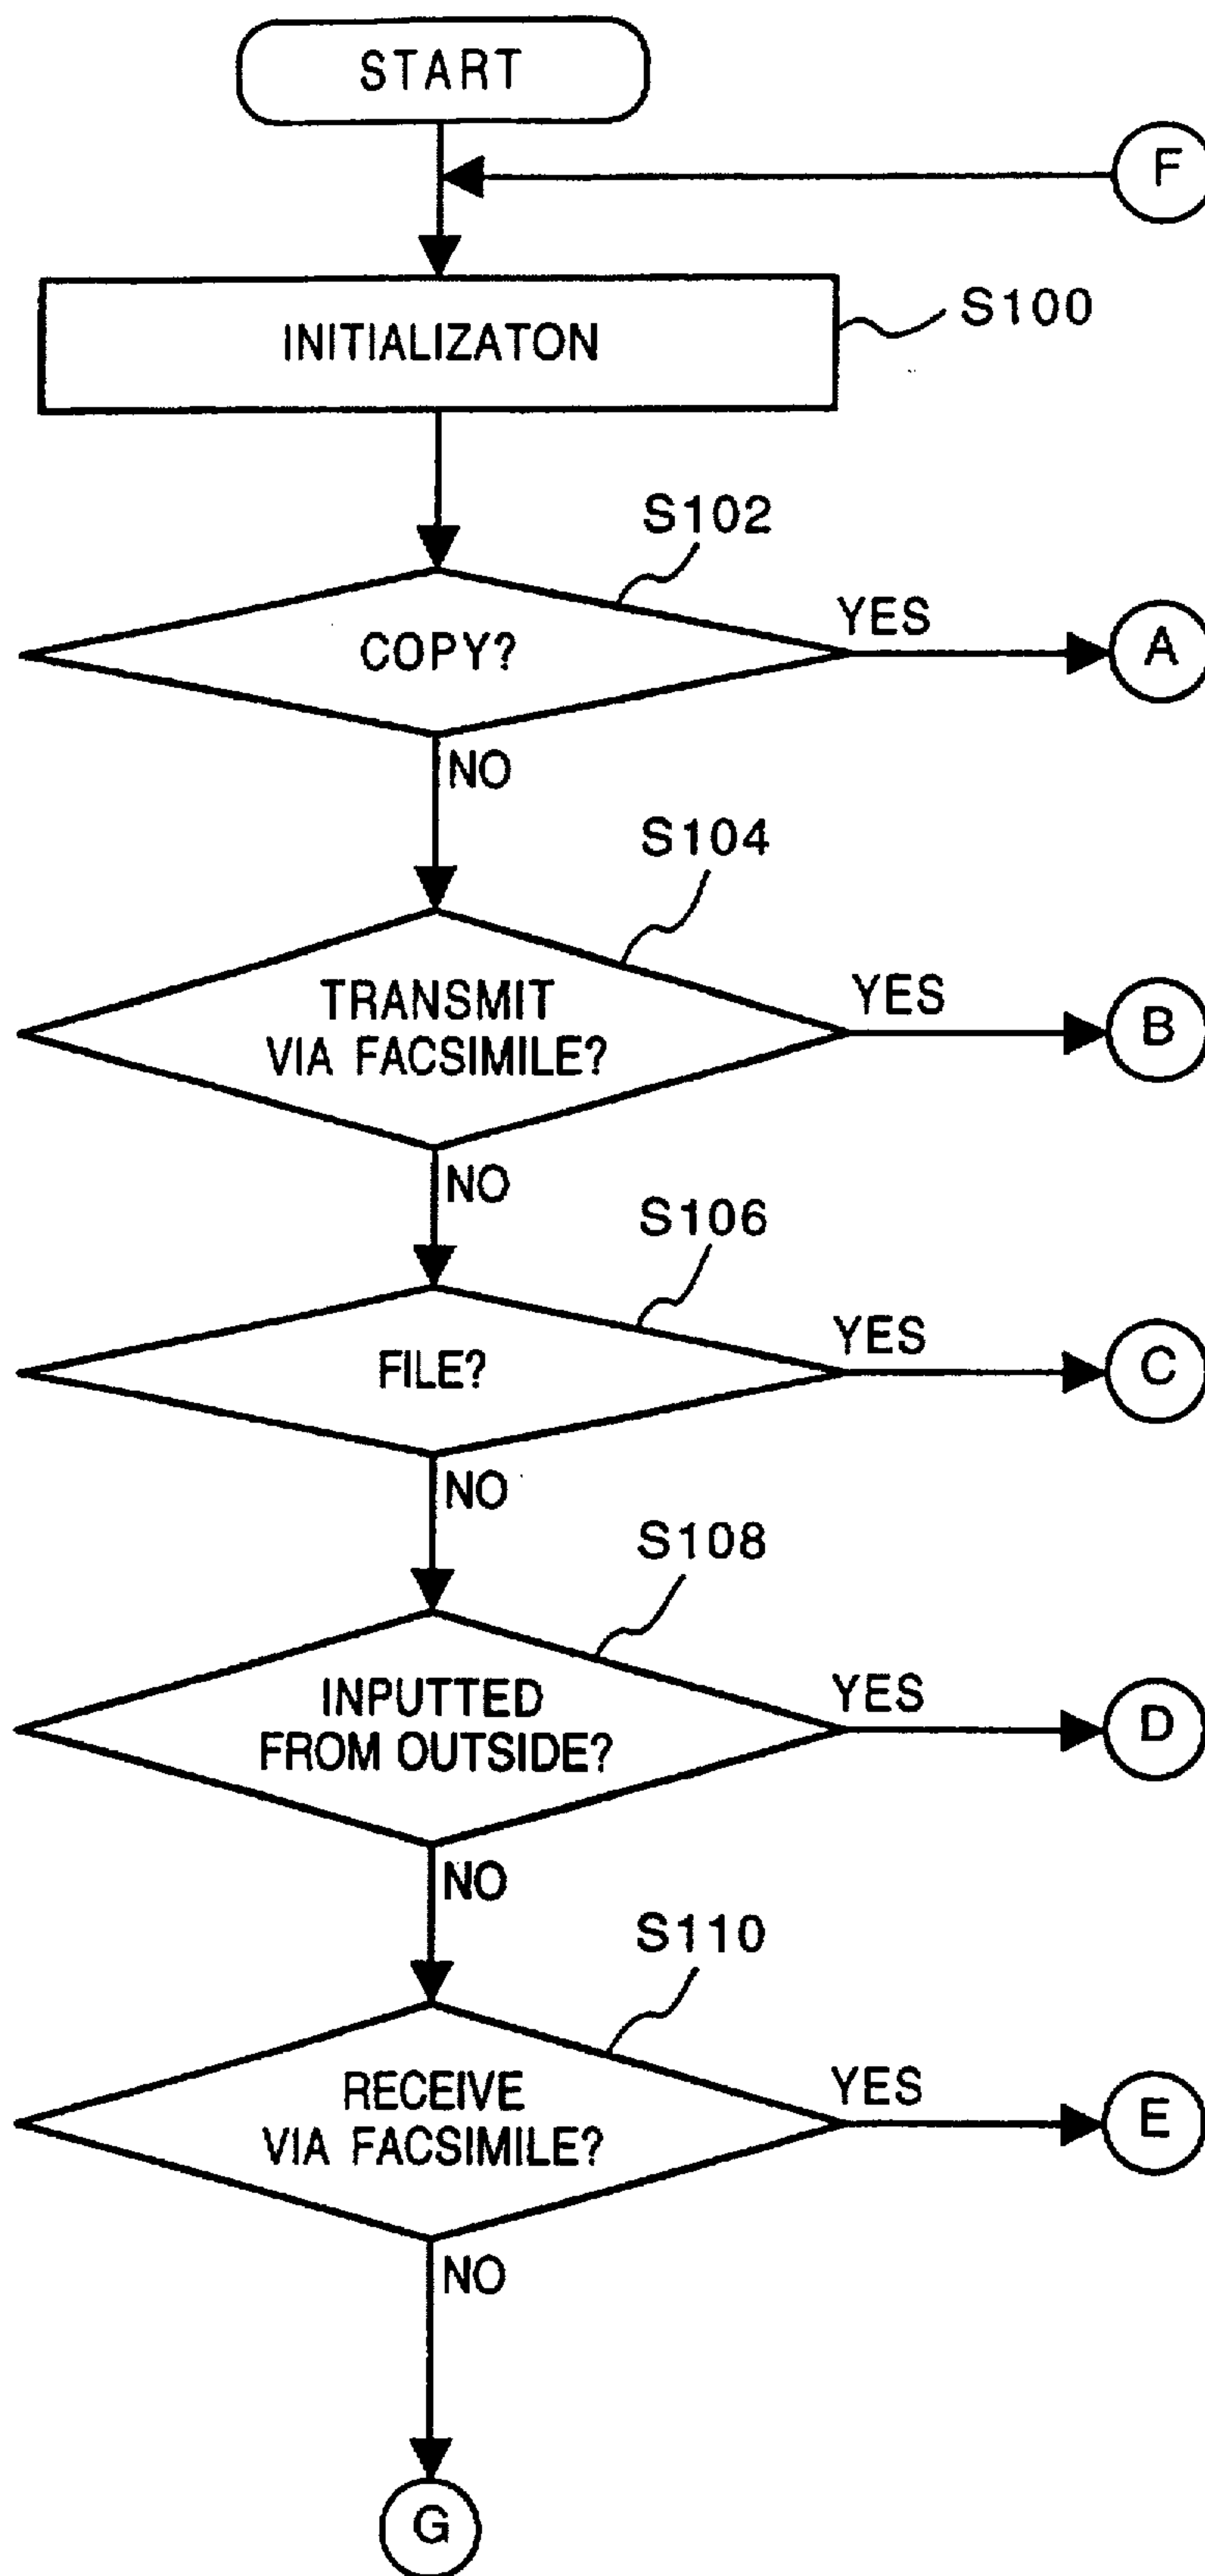 START
F
INITIALIZATON
S100
S102
COPY?
YES
A
NO
S104
TRANSMIT
VIA FACSIMILE?
YES
B
NO
S106
FILE?
YES
C
NO
S108
INPUTTED
FROM OUTSIDE?
YES
D
NO
S110
RECEIVE
VIA FACSIMILE?
YES
E
NO
G